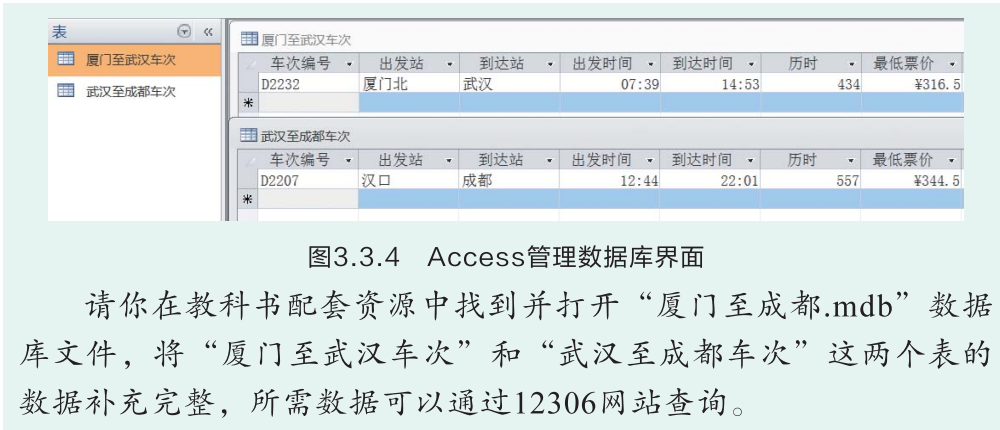 表 «
厦门至武汉车次
武汉至成都车次
厦门至武汉车次
车次编号 出发站 到达站 出发时间 到达时间 历时 最低票价
D2232 厦门北 武汉 07:39 14:53 434 ¥316.5
*
武汉至成都车次
车次编号 出发站 到达站 出发时间 到达时间 历时 最低票价
D2207 汉口 成都 12:44 22:01 557 ¥344.5
*
图3.3.4 Access管理数据库界面
请你在教科书配套资源中找到并打开“厦门至成都.mdb”数据
库文件，将“厦门至武汉车次”和“武汉至成都车次”这两个表的
数据补充完整，所需数据可以通过12306网站查询。